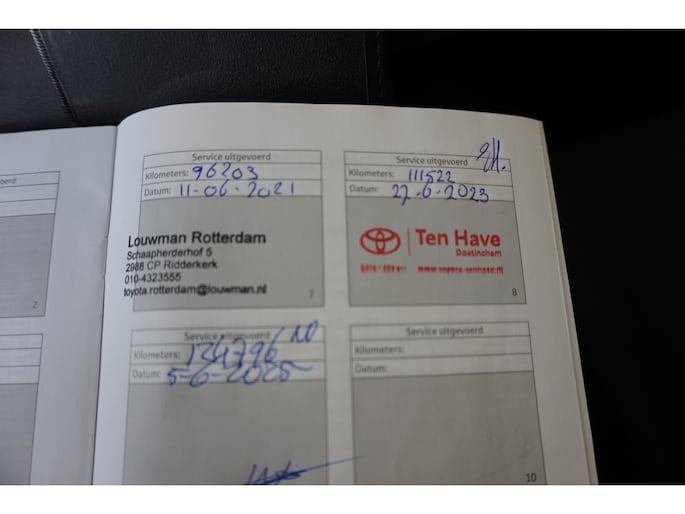 2
Service uitgevoerd
Kilometers: 96203
Datum: 11-06-2021
Louwman Rotterdam
Schaapherderhof 5
2988 CP Ridderkerk
010-4323555
toyota.rotterdam@louwman.nl
7
Service uitgevoerd
Kilometers: 111522
Datum: 27-6-2023
Ten Have
Doetinchem
8
Service uitgevoerd
Kilometers: 134796
Datum: 5-6-2025
Service uitgevoerd
Kilometers:
Datum:
10